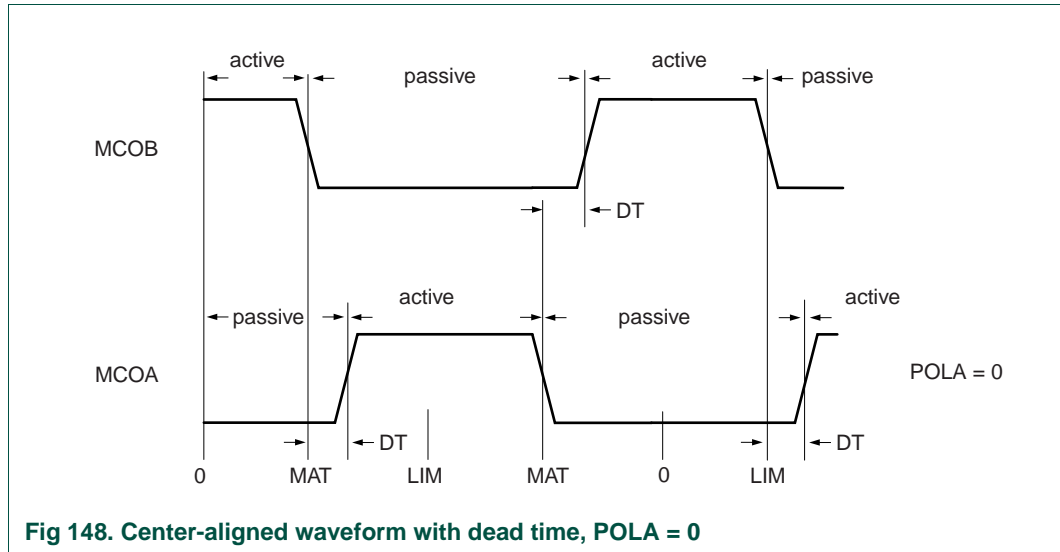 active
passive
active
passive
MCOB
DT
active
active
passive
passive
MCOA
POLA = 0
DT
DT
0
MAT
LIM
MAT
0
LIM
Fig 148. Center-aligned waveform with dead time, POLA = 0